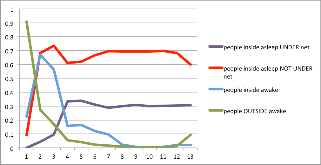 1
0.9
0.8
0.7
0.6
0.5
0.4
0.3
0.2
0.1
0
1 2 3 4 5 6 7 8 9 10 11 12 13
people inside asleep UNDER net
people inside asleep NOT UNDER
net
people inside awake
people OUTSIDE awake